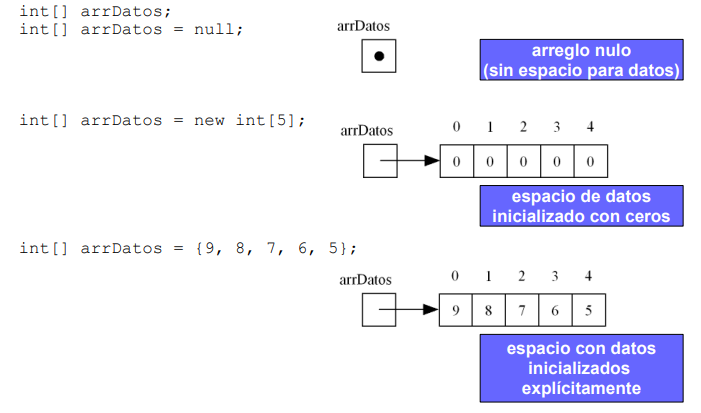 int[] arrDatos;
int[] arrDatos = null;
arrDatos
arreglo nulo
(sin espacio para datos)
int[] arrDatos = new int[5];
arrDatos
0 1 2 3 4
0 0 0 0 0
espacio de datos
inicializado con ceros
int[] arrDatos = {9, 8, 7, 6, 5};
arrDatos
0 1 2 3 4
9 8 7 6 5
espacio con datos
inicializados
explícitamente